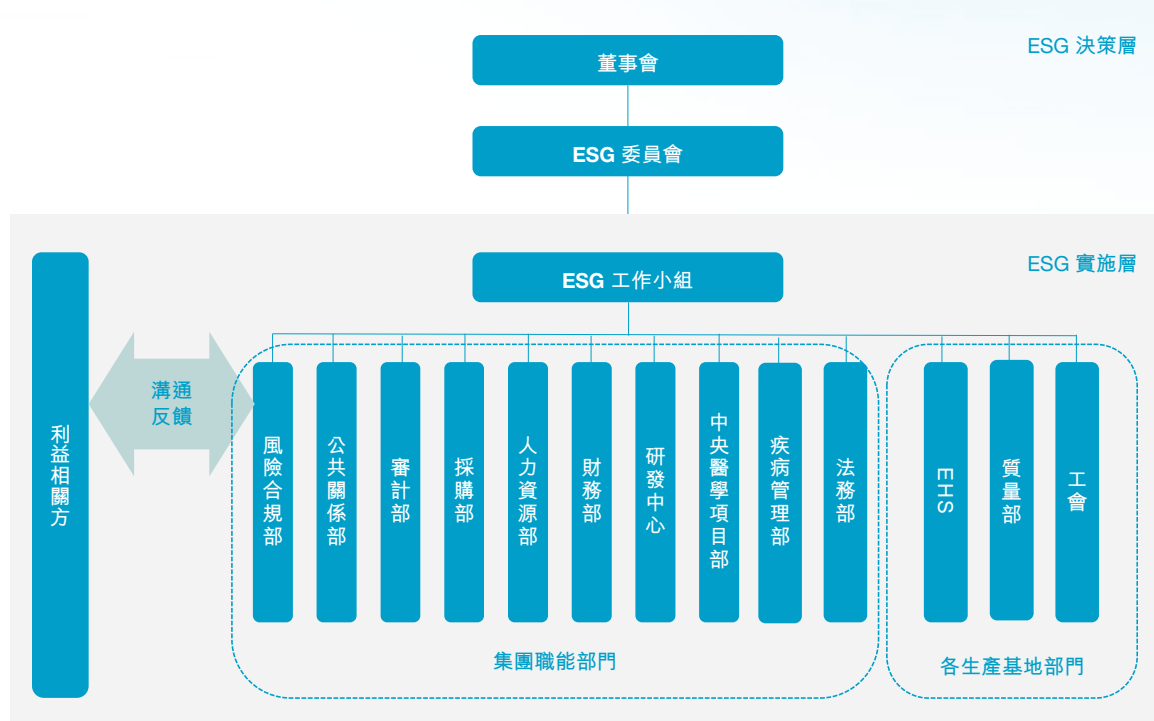 ESG 決策層
董事會
ESG 委員會
ESG 實施層
ESG 工作小組
利益相關方
溝通
反饋
風險合規部
公共關係部
審計部
採購部
人力資源部
財務部
研發中心
中央醫學項目部
疾病管理部
法務部
EHS
質量部
工會
集團職能部門
各生產基地部門